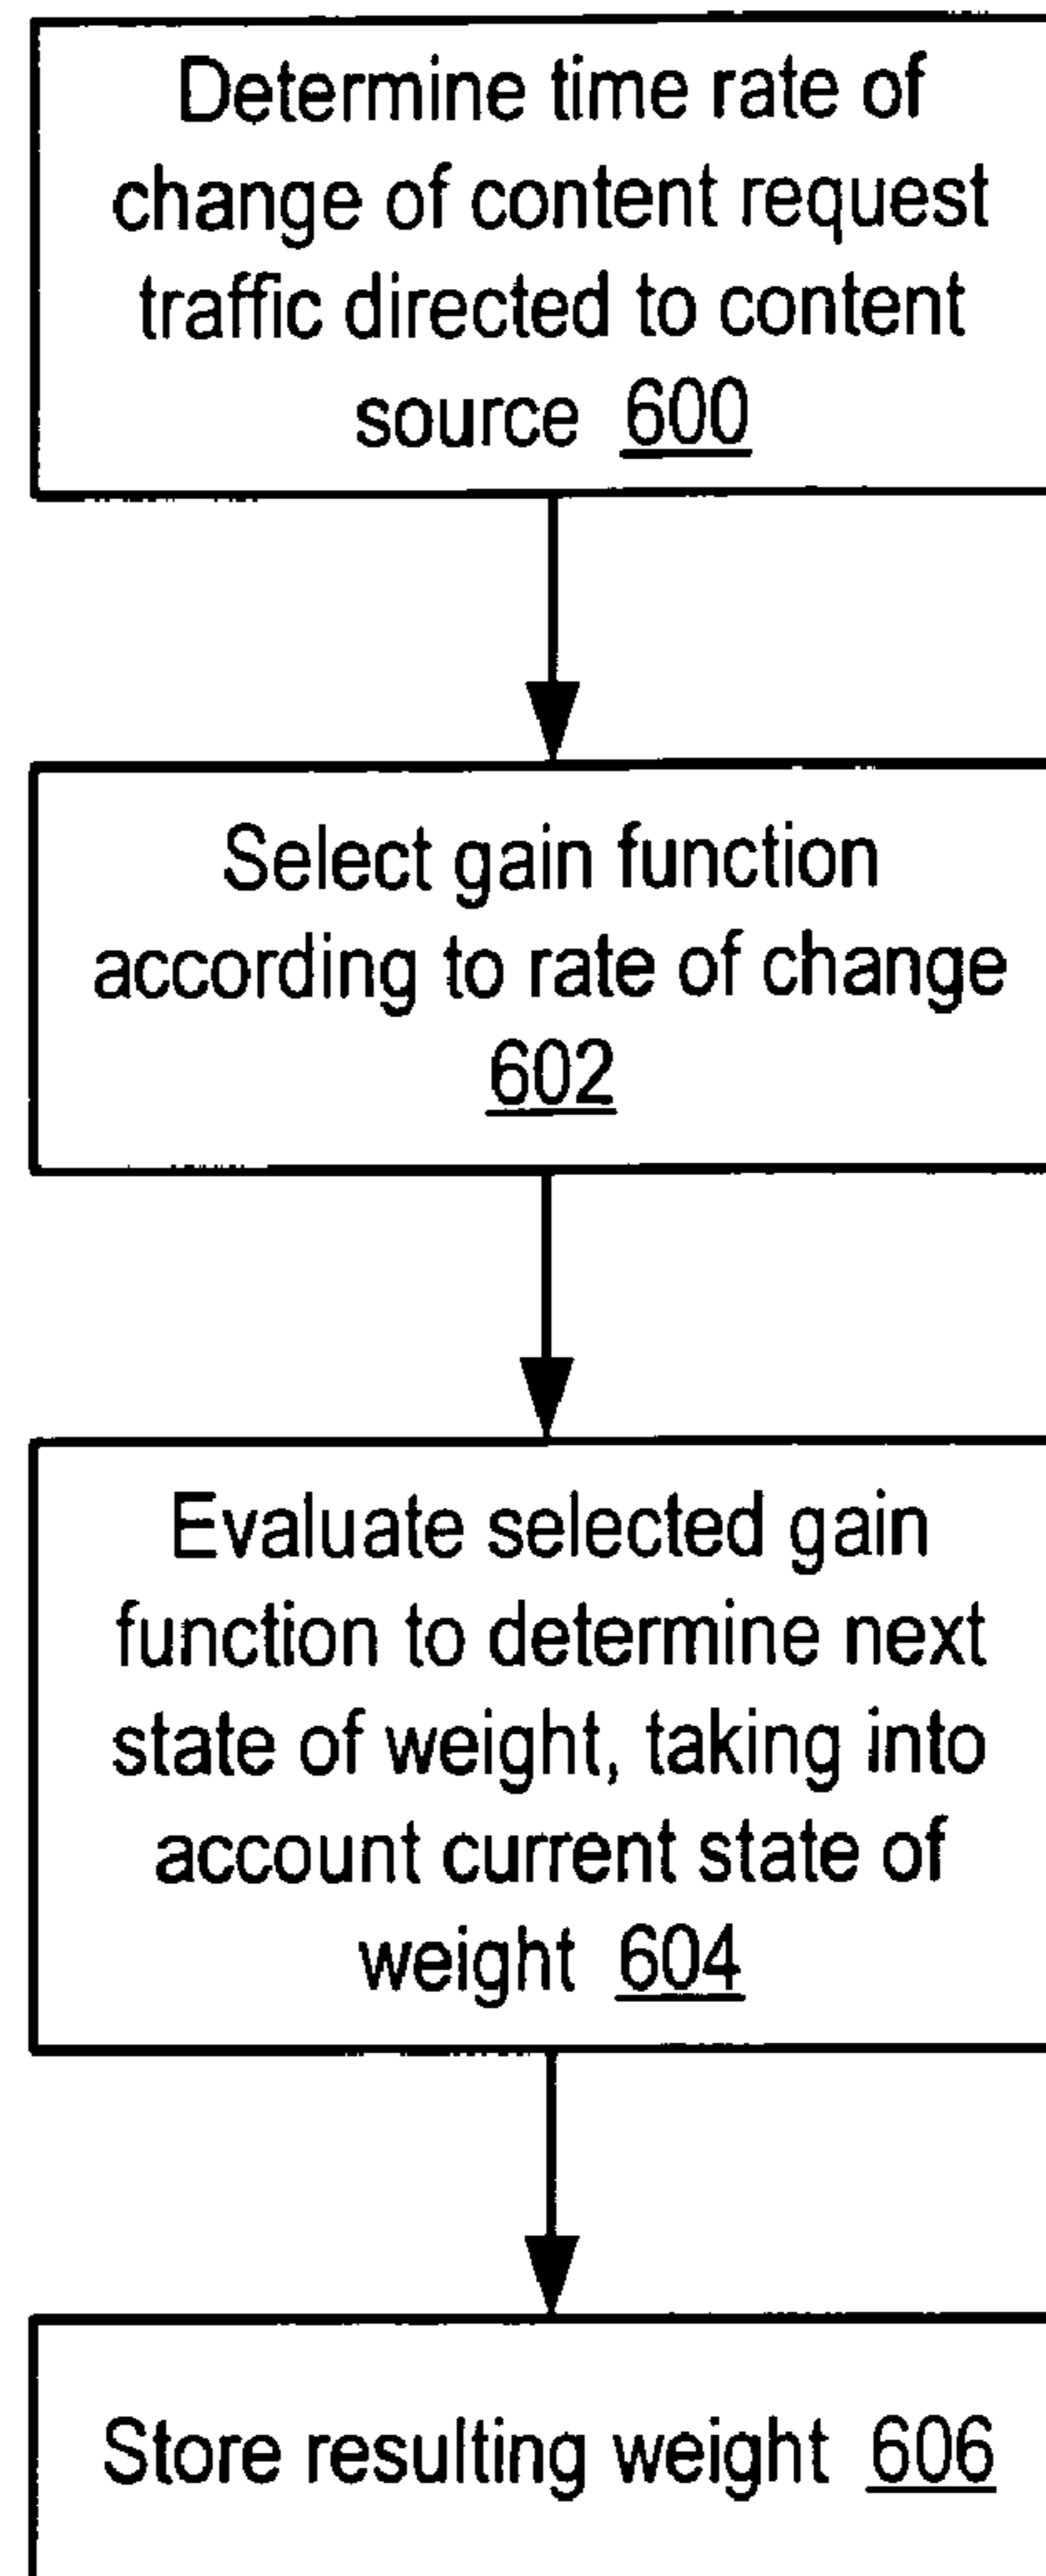 Determine time rate of
change of content request
traffic directed to content
source 600
Select gain function
according to rate of change
602
Evaluate selected gain
function to determine next
state of weight, taking into
account current state of
weight 604
Store resulting weight 606